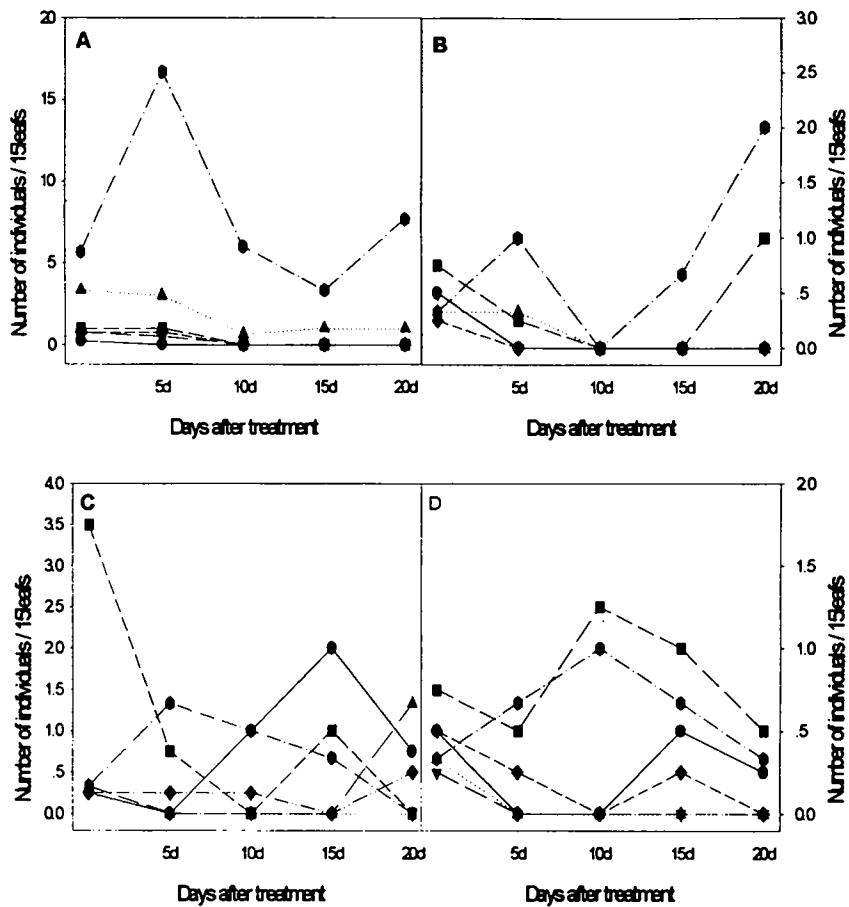 A
B
20
15
10
5
0
Number of individuals / 15leafs
5d 10d 15d 20d
Days after treatment
3.0
2.5
2.0
1.5
1.0
.5
0.0
Number of individuals / 15leafs
5d 10d 15d 20d
Days after treatment
C
D
4.0
3.5
3.0
2.5
2.0
1.5
1.0
.5
0.0
Number of individuals / 15leafs
5d 10d 15d 20d
Days after treatment
2.0
1.5
1.0
.5
0.0
Number of individuals / 15leafs
5d 10d 15d 20d
Days after treatment